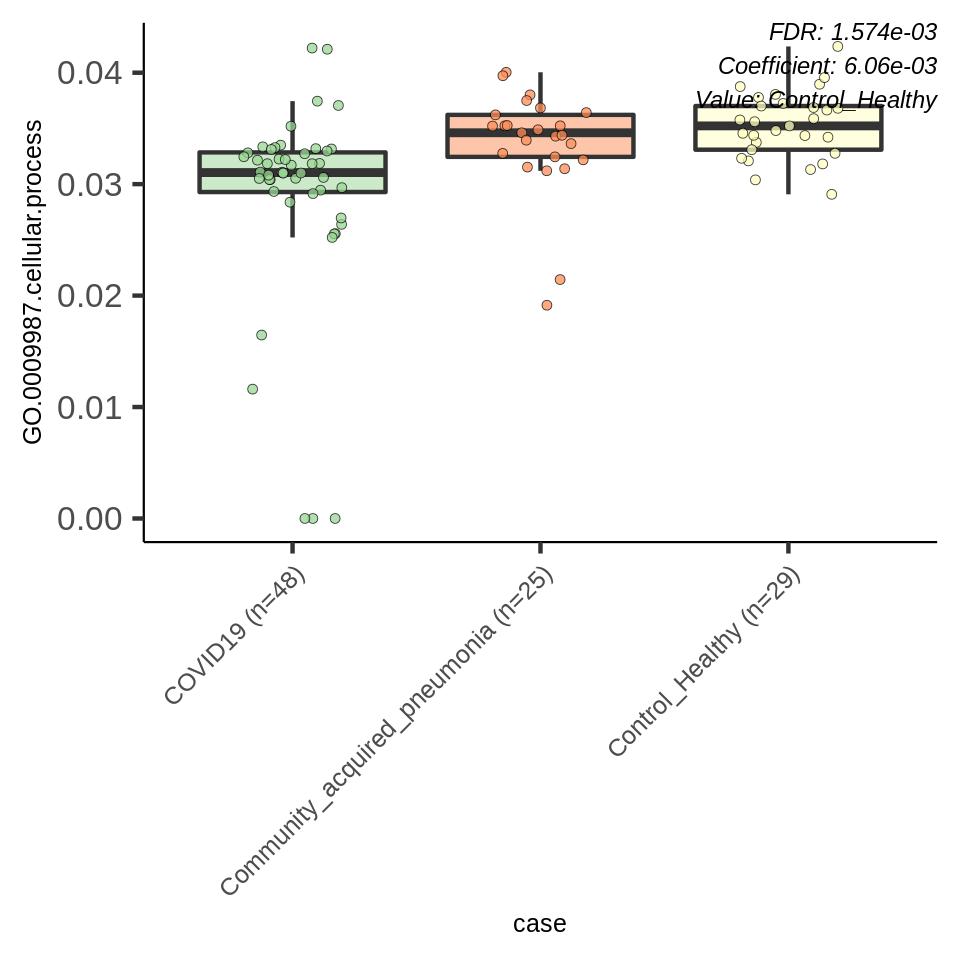 FDR: 1.574e-03
Coefficient: 6.06e-03
Value: Control_Healthy
GO.0009987.cellular.process
0.04
0.03
0.02
0.01
0.00
COVID19 (n=48)
Community_acquired_pneumonia (n=25)
Control_Healthy (n=29)
case